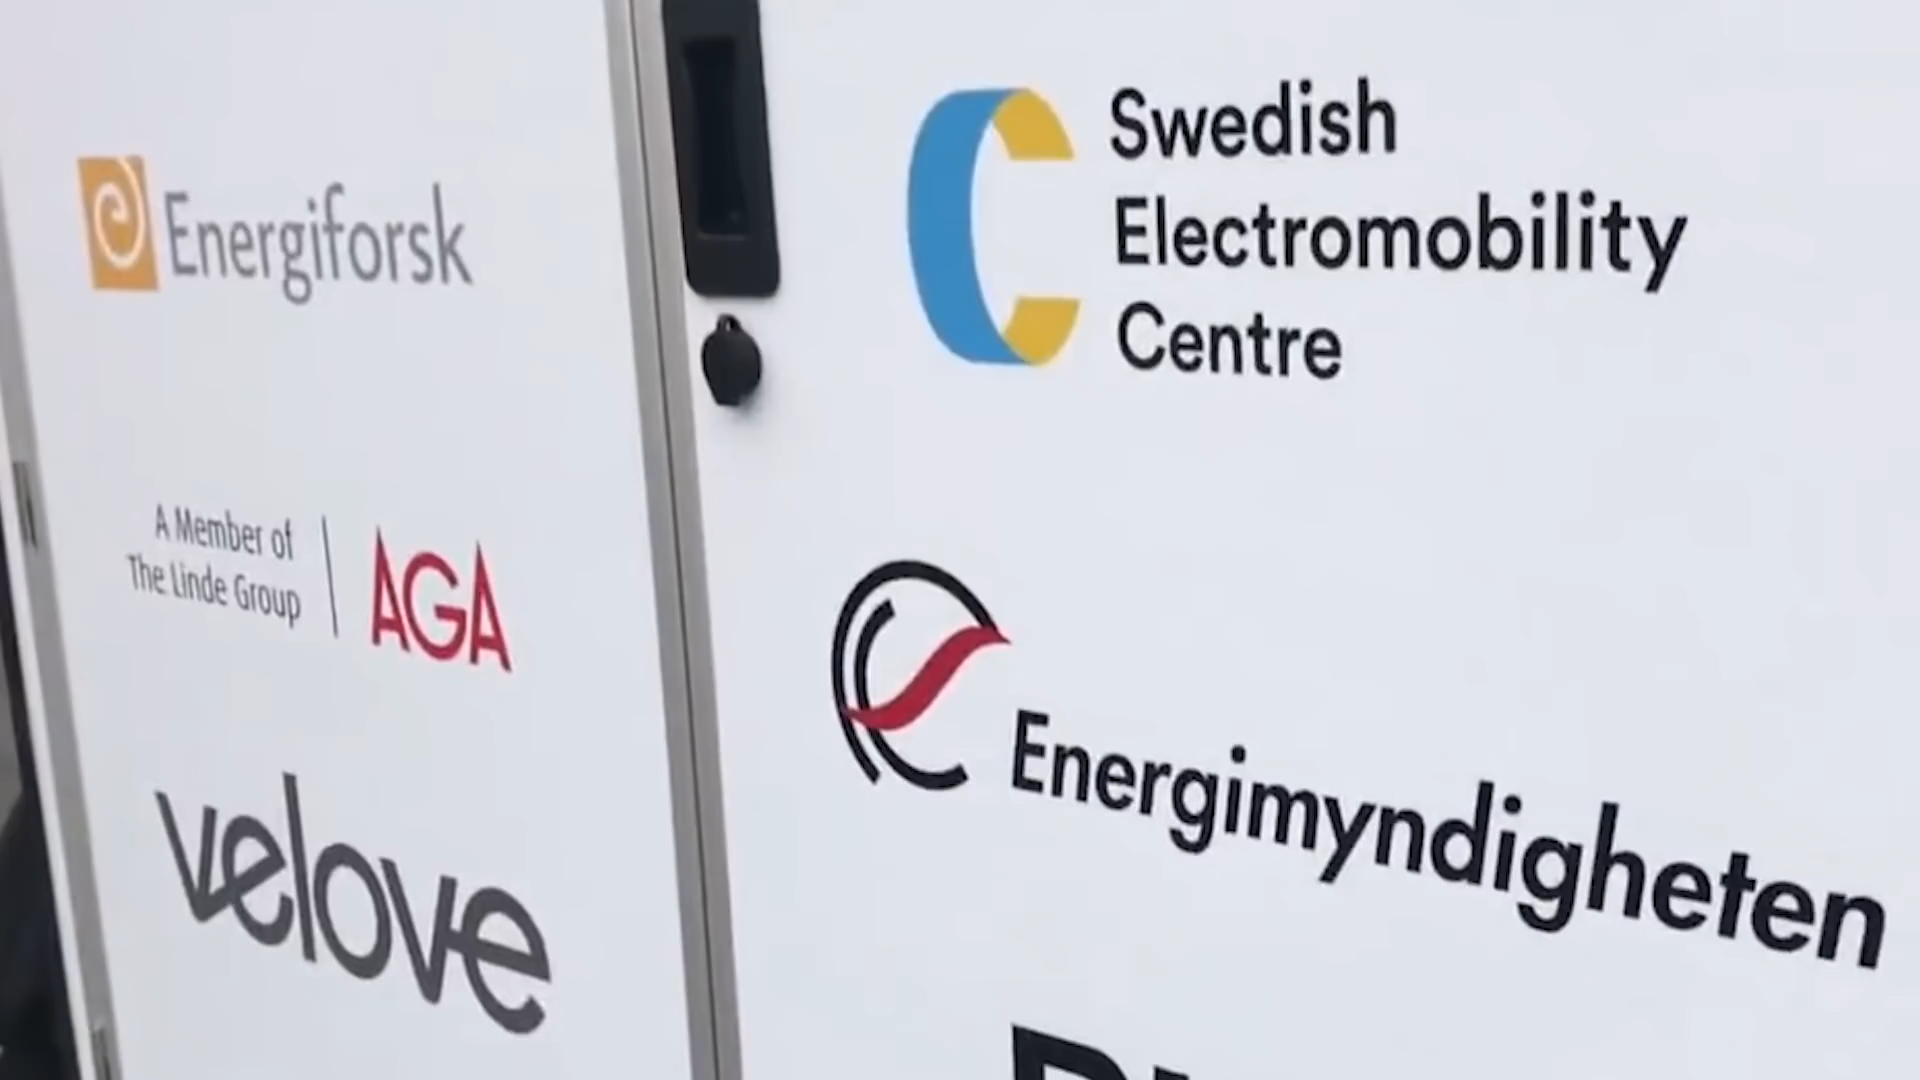 Energiforsk
A Member of
The Linde Group
AGA
velove
Swedish
Electromobility
Centre
Energimyndigheten